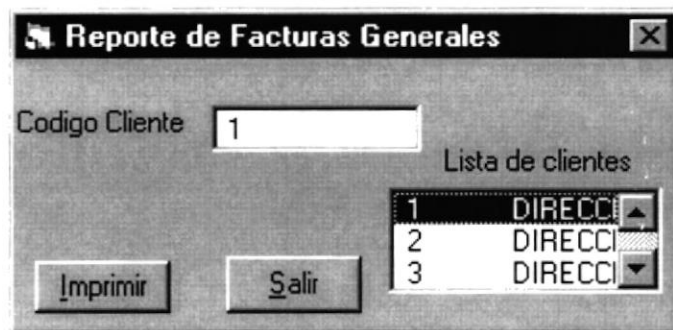 Reporte de Facturas Generales
Codigo Cliente 1
Lista de clientes
1 DIRECCI
2 DIRECCI
3 DIRECCI
Imprimir Salir